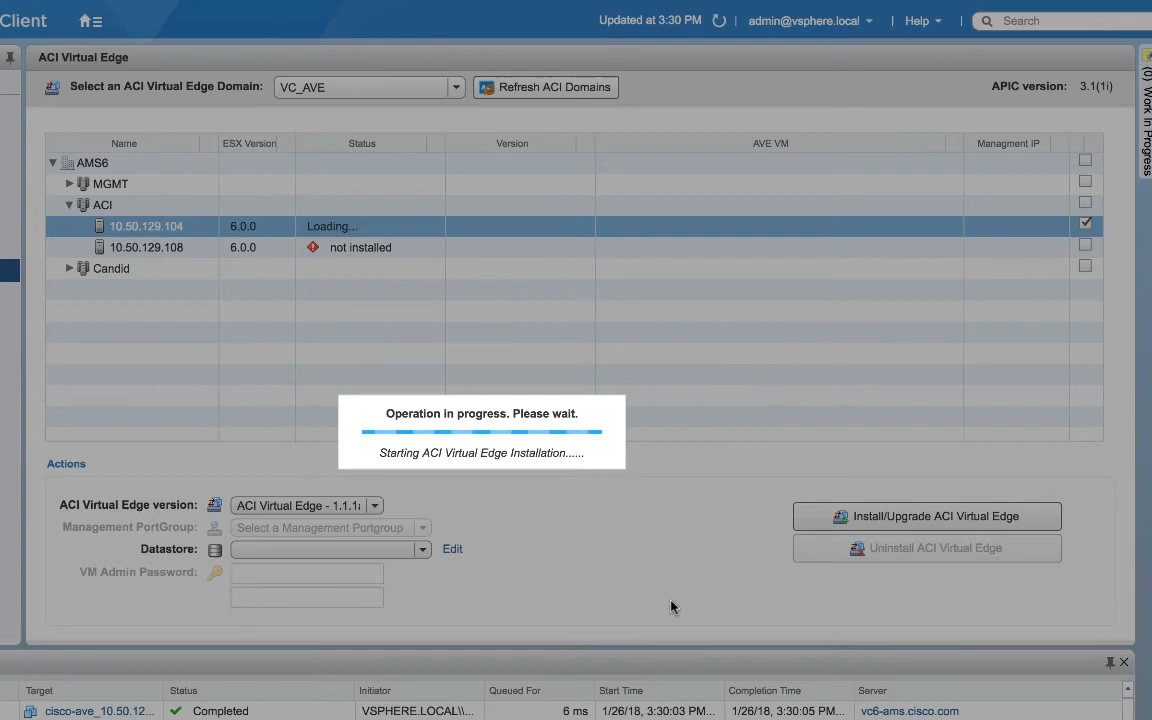 Client Updated at 3:30 PM admin@vsphere.local Help Search
ACI Virtual Edge
Select an ACI Virtual Edge Domain: VC_AVE Refresh ACI Domains APIC version: 3.1(1i)
(0) Work In Progress
Name ESX Version Status Version AVE VM Managment IP
AMS6
MGMT
ACI
10.50.129.104 6.0.0 Loading...
10.50.129.108 6.0.0 not installed
Candid
Operation in progress. Please wait.
Starting ACI Virtual Edge Installation......
Actions
ACI Virtual Edge version: ACI Virtual Edge - 1.1.1 Install/Upgrade ACI Virtual Edge
Management PortGroup: Select a Management Portgroup
Datastore: Edit Uninstall ACI Virtual Edge
VM Admin Password:
Target Status Initiator Queued For Start Time Completion Time Server
cisco-ave_10.50.12... Completed VSPHERE.LOCAL\\... 6 ms 1/26/18, 3:30:03 PM... 1/26/18, 3:30:05 PM... vc6-ams.cisco.com